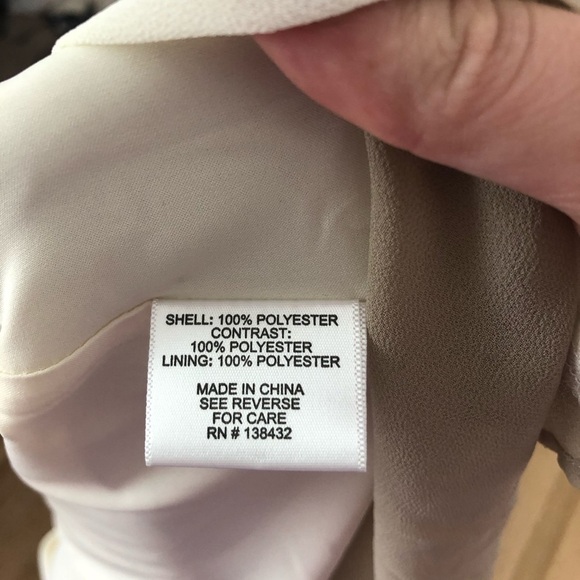 SHELL: 100% POLYESTER
CONTRAST:
100% POLYESTER
LINING: 100% POLYESTER
MADE IN CHINA
SEE REVERSE
FOR CARE
RN # 138432